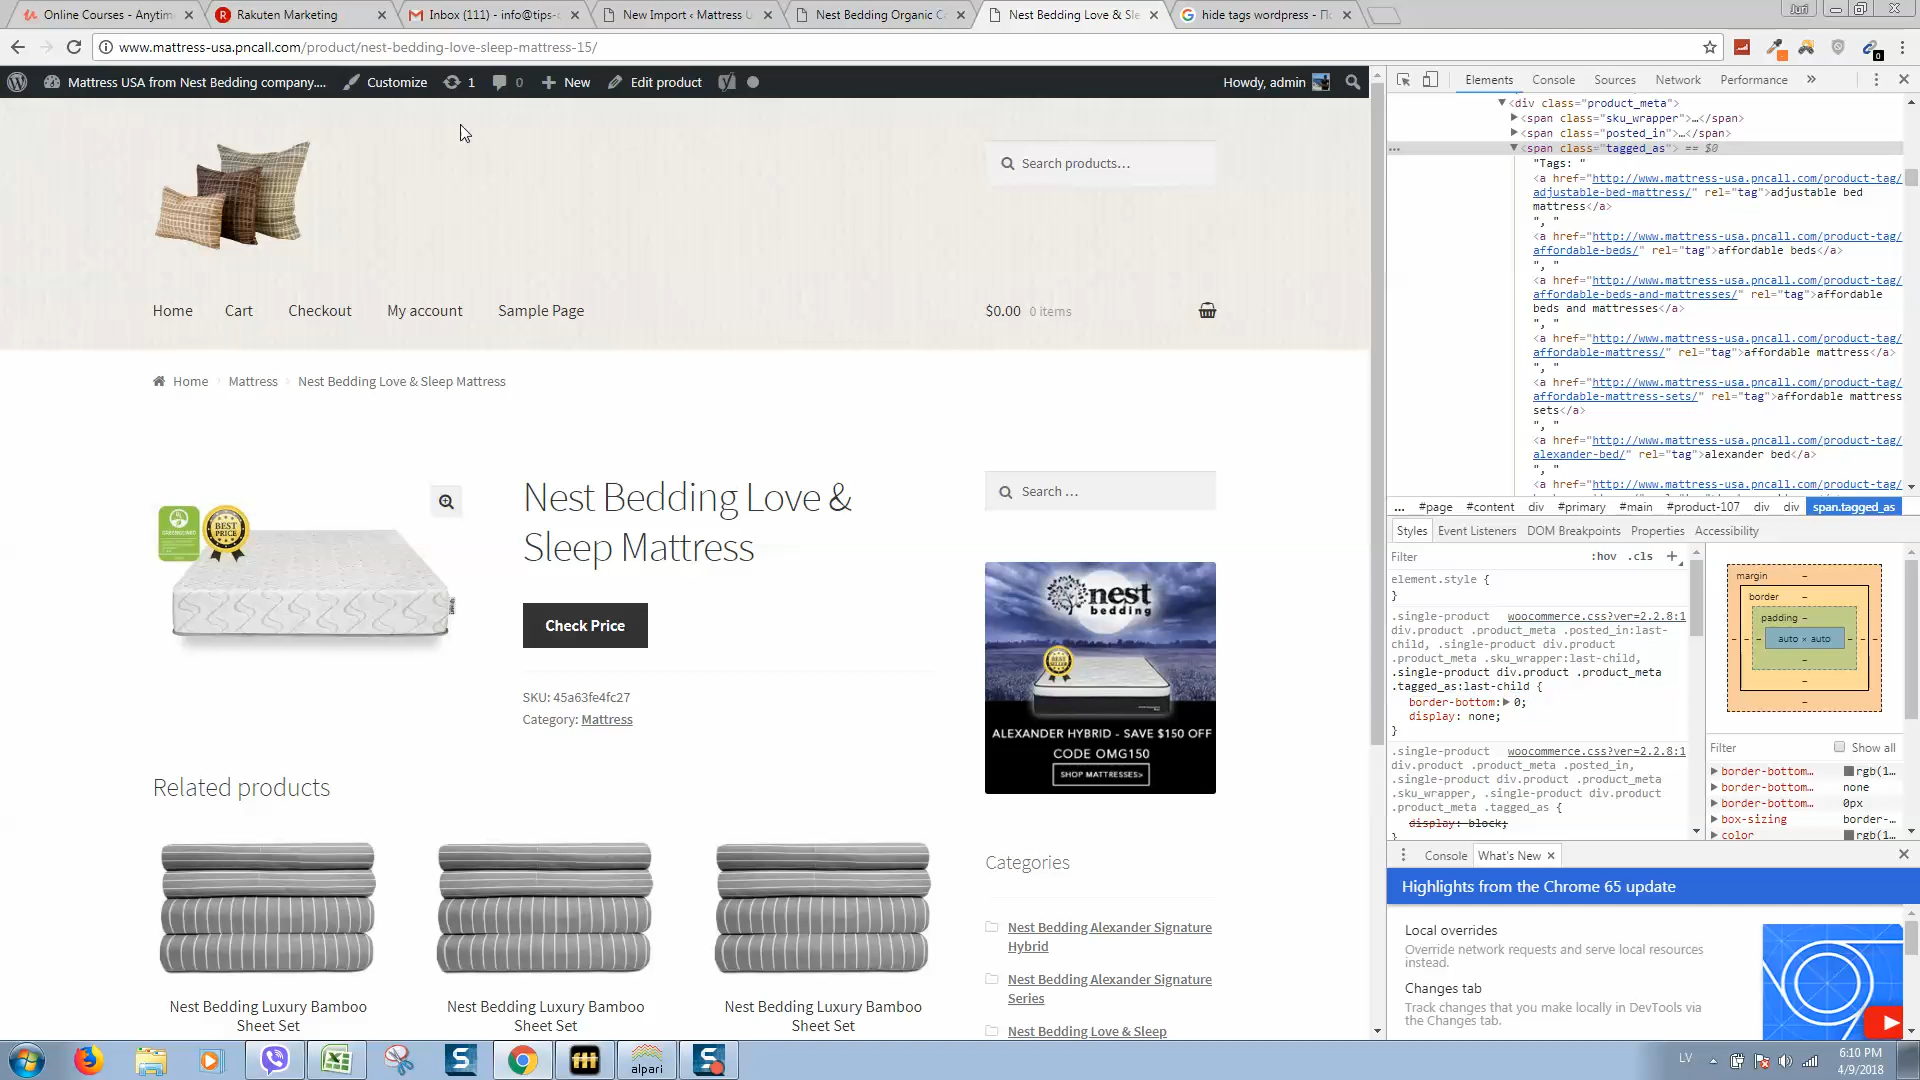 Online Courses - Anytim
Rakuten Marketing
Inbox (111) - info@tips-c
New Import ‹ Mattress U
Nest Bedding Organic C
Nest Bedding Love & Sle
hide tags wordpress - По
Juri
www.mattress-usa.pncall.com/product/nest-bedding-love-sleep-mattress-15/
0
Mattress USA from Nest Bedding company....
Customize
1
0
New
Edit product
Howdy, admin
Search products…
Home
Cart
Checkout
My account
Sample Page
$0.00 0 items
Home
Mattress
Nest Bedding Love & Sleep Mattress
GREENGUARD
BEST
PRICE
Nest Bedding Love &
Sleep Mattress
Check Price
SKU: 45a63fe4fc27
Category: Mattress
Search …
nest
bedding
BEST
SELLER
ALEXANDER HYBRID - SAVE $150 OFF
CODE OMG150
SHOP MATTRESSES>
Related products
Nest Bedding Luxury Bamboo
Sheet Set
Nest Bedding Luxury Bamboo
Sheet Set
Nest Bedding Luxury Bamboo
Sheet Set
Categories
Nest Bedding Alexander Signature
Hybrid
Nest Bedding Alexander Signature
Series
Nest Bedding Love & Sleep
Elements
Console
Sources
Network
Performance
»
<div class="product_meta">
<span class="sku_wrapper">…</span>
<span class="posted_in">…</span>
<span class="tagged_as"> == $0
"Tags: "
<a href="http://www.mattress-usa.pncall.com/product-tag/
adjustable-bed-mattress/" rel="tag">adjustable bed
mattress</a>
", "
<a href="http://www.mattress-usa.pncall.com/product-tag/
affordable-beds/" rel="tag">affordable beds</a>
", "
<a href="http://www.mattress-usa.pncall.com/product-tag/
affordable-beds-and-mattresses/" rel="tag">affordable
beds and mattresses</a>
", "
<a href="http://www.mattress-usa.pncall.com/product-tag/
affordable-mattress/" rel="tag">affordable mattress</a>
", "
<a href="http://www.mattress-usa.pncall.com/product-tag/
affordable-mattress-sets/" rel="tag">affordable mattress
sets</a>
", "
<a href="http://www.mattress-usa.pncall.com/product-tag/
alexander-bed/" rel="tag">alexander bed</a>
", "
<a href="http://www.mattress-usa.pncall.com/product-tag/
... #page #content div #primary #main #product-107 div div span.tagged_as
Styles
Event Listeners
DOM Breakpoints
Properties
Accessibility
Filter
:hov .cls +
element.style {
}
.single-product woocommerce.css?ver=2.2.8:1
div.product .product_meta .posted_in:last-
child, .single-product div.product
.product_meta .sku_wrapper:last-child,
.single-product div.product .product_meta
.tagged_as:last-child {
border-bottom: 0;
display: none;
}
.single-product woocommerce.css?ver=2.2.8:1
div.product .product_meta .posted_in,
.single-product div.product .product_meta
.sku_wrapper, .single-product div.product
.product_meta .tagged_as {
display: block;
}
margin –
border –
padding –
auto × auto
–
–
–
Filter
Show all
border-bottom… rgb(1…
border-bottom… none
border-bottom… 0px
box-sizing border-…
color rgb(1…
Console
What's New
Highlights from the Chrome 65 update
Local overrides
Override network requests and serve local resources
instead.
Changes tab
Track changes that you make locally in DevTools via
the Changes tab.
alpari
LV
6:10 PM
4/9/2018